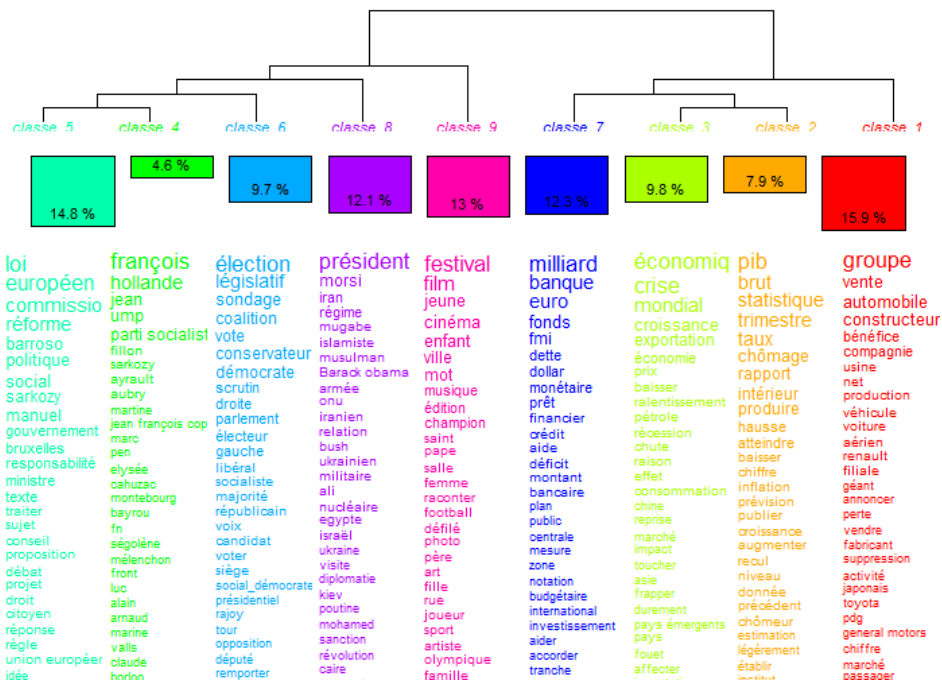 classe 5
classe 4
classe 6
classe 8
classe 9
classe 7
classe 3
classe 2
classe 1
14.8 %
4.6 %
9.7 %
12.1 %
13 %
12.3 %
9.8 %
7.9 %
15.9 %
loi
européen
commissio
réforme
barroso
politique
social
sarkozy
manuel
gouvernement
bruxelles
responsabilité
ministre
texte
traiter
sujet
conseil
proposition
débat
projet
droit
citoyen
réponse
règle
union européer
idée
françois
hollande
jean
ump
parti socialist
fillon
sarkozy
ayrault
aubry
martine
jean françois cop
marc
pen
elysée
cahuzac
montebourg
bayrou
fn
ségolène
mélenchon
front
luc
alain
arnaud
marine
valls
claude
borloo
élection
législatif
sondage
coalition
vote
conservateur
démocrate
scrutin
droite
parlement
électeur
gauche
libéral
socialiste
majorité
républicain
voix
candidat
voter
siège
social_démocrate
présidentiel
rajoy
tour
opposition
député
remporter
président
morsi
iran
régime
mugabe
islamiste
musulman
Barack obama
armée
onu
iranien
relation
bush
ukrainien
militaire
ali
nucléaire
egypte
israël
ukraine
visite
diplomatie
kiev
poutine
mohamed
sanction
révolution
caire
festival
film
jeune
cinéma
enfant
ville
mot
musique
édition
champion
saint
pape
salle
femme
raconter
football
défilé
photo
père
art
fille
rue
joueur
sport
artiste
olympique
famille
milliard
banque
euro
fonds
fmi
dette
dollar
monétaire
prêt
financier
crédit
aide
déficit
montant
bancaire
plan
public
centrale
mesure
zone
notation
budgétaire
international
investissement
aider
accorder
tranche
économiq
crise
mondial
croissance
exportation
économie
prix
baisser
ralentissement
pétrole
récession
chute
raison
effet
consommation
chine
reprise
marché
impact
toucher
asie
frapper
durement
pays émergents
pays
fouet
affecter
pib
brut
statistique
trimestre
taux
chômage
rapport
intérieur
produire
hausse
atteindre
baisser
chiffre
inflation
prévision
publier
croissance
augmenter
recul
niveau
donnée
précédent
chômeur
estimation
légèrement
établir
institut
groupe
vente
automobile
constructeur
bénéfice
compagnie
usine
net
production
véhicule
voiture
aérien
renault
filiale
géant
annoncer
perte
vendre
fabricant
suppression
activité
japonais
toyota
pdg
general motors
chiffre
marché
passager